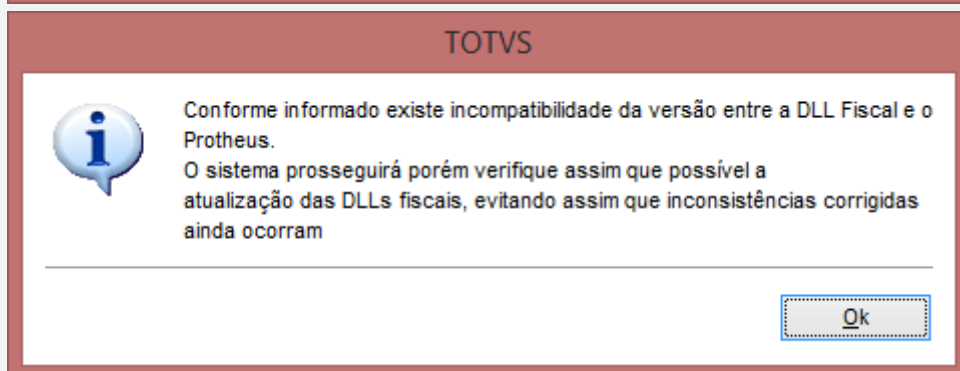 TOTVS
Conforme informado existe incompatibilidade da versão entre a DLL Fiscal e o
Protheus.
O sistema prosseguirá porém verifique assim que possível a
atualização das DLLs fiscais, evitando assim que inconsistências corrigidas
ainda ocorram
Ok